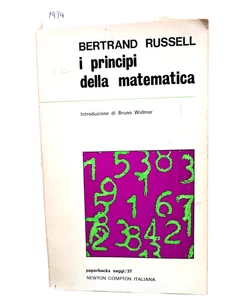 1974
BERTRAND RUSSELL
i principi
della matematica
Introduzione di Bruno Widmar
paperbacks saggi/37
NEWTON COMPTON ITALIANA